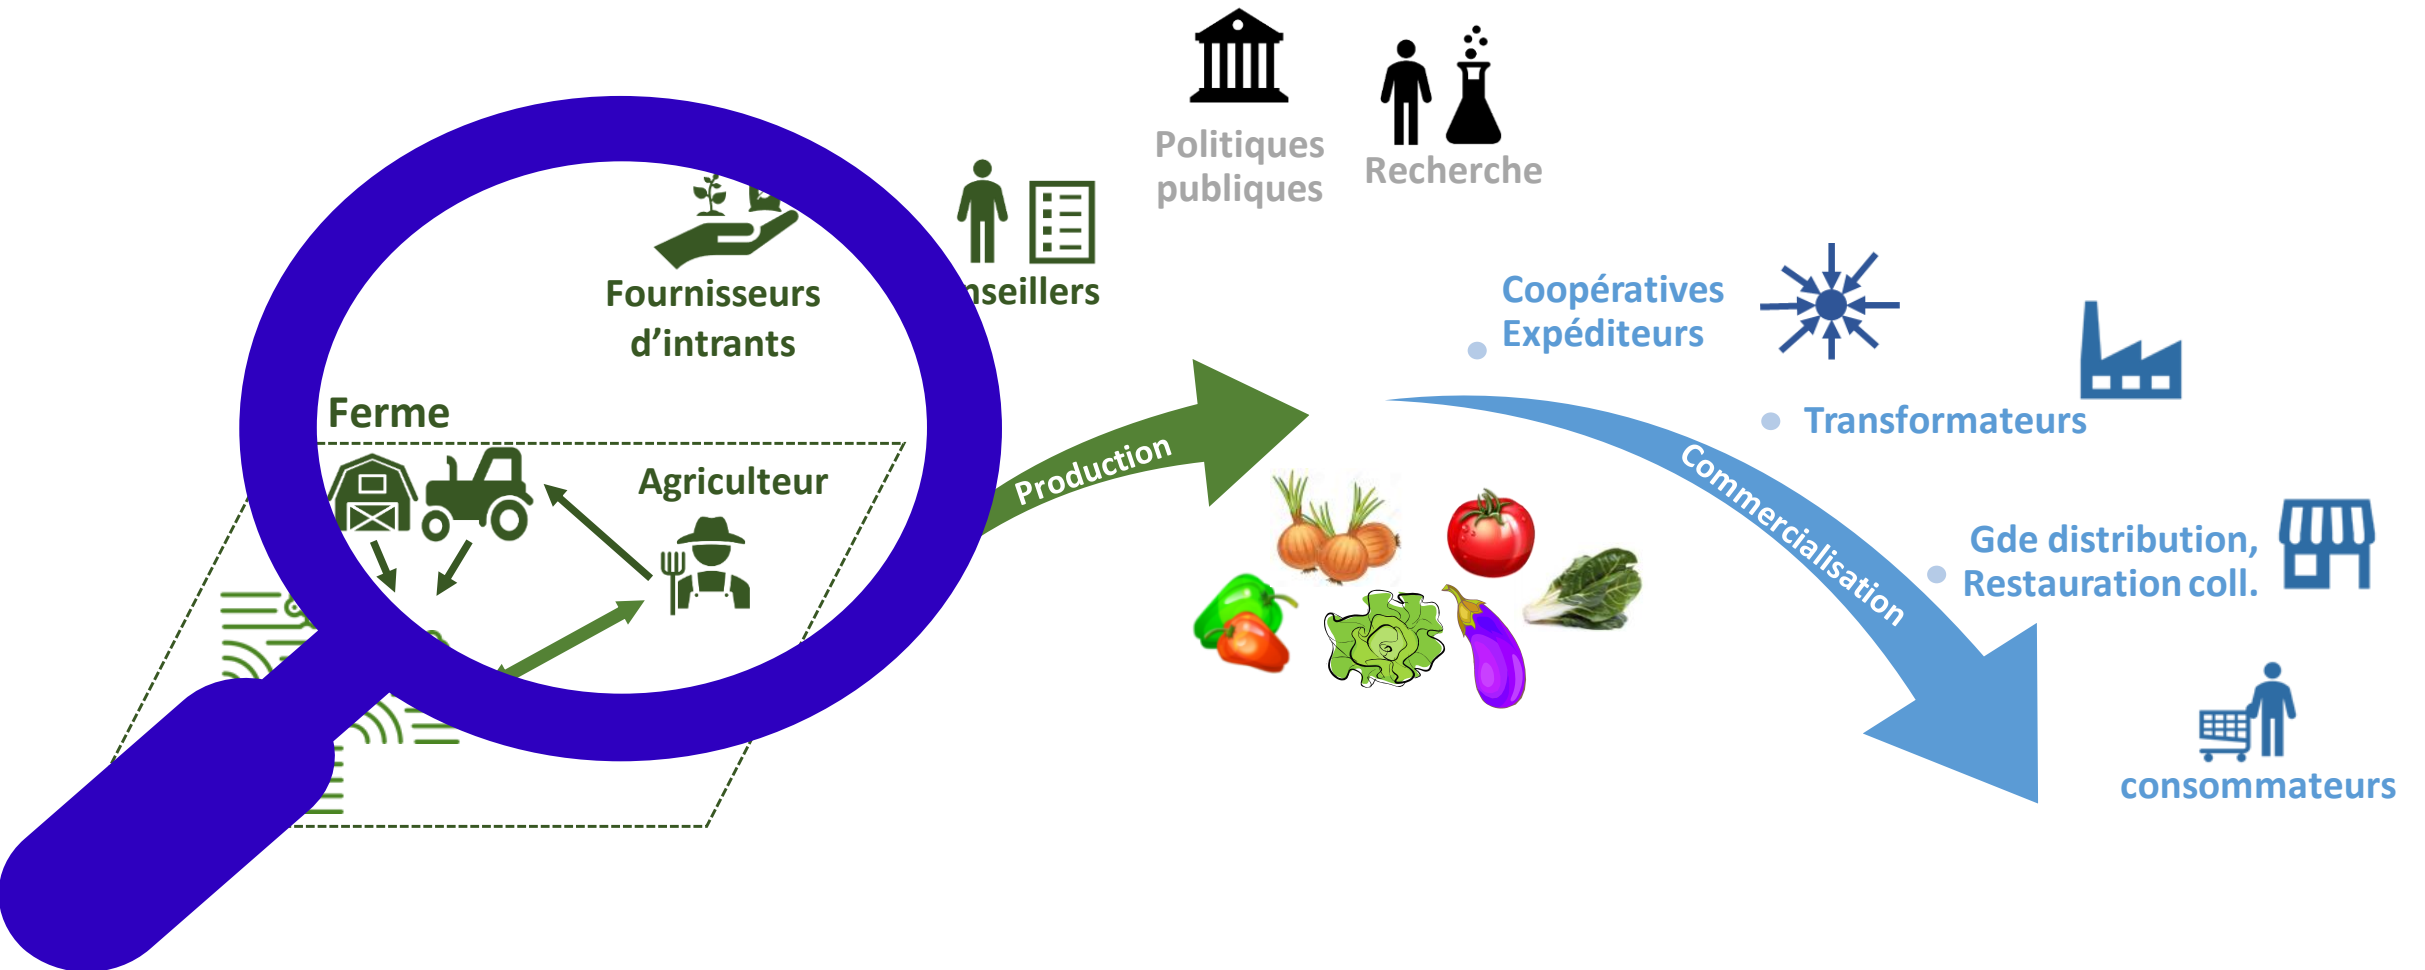 Politiques
publiques
Recherche
Fournisseurs
d’intrants
nseillers
Ferme
Agriculteur
Production
Coopératives
Expéditeurs
Transformateurs
Commercialisation
Gde distribution,
Restauration coll.
consommateurs